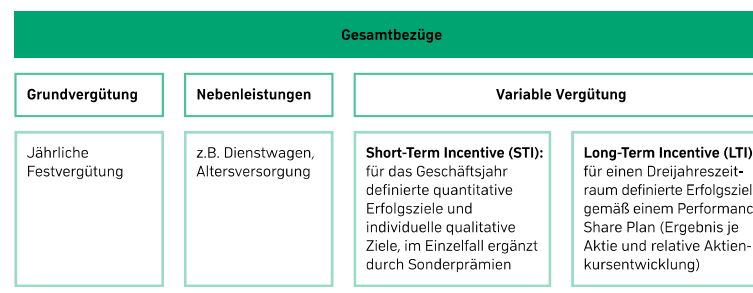 Gesamtbezüge
Grundvergütung
Nebenleistungen
Variable Vergütung
Jährliche
Festvergütung
z.B. Dienstwagen,
Altersversorgung
Short-Term Incentive (STI):
für das Geschäftsjahr
definierte quantitative
Erfolgsziele und
individuelle qualitative
Ziele, im Einzelfall ergänzt
durch Sonderprämien
Long-Term Incentive (LTI)
für einen Dreijahreszeit-
raum definierte Erfolgsziel
gemäß einem Performanc
Share Plan (Ergebnis je
Aktie und relative Aktien-
kursentwicklung)